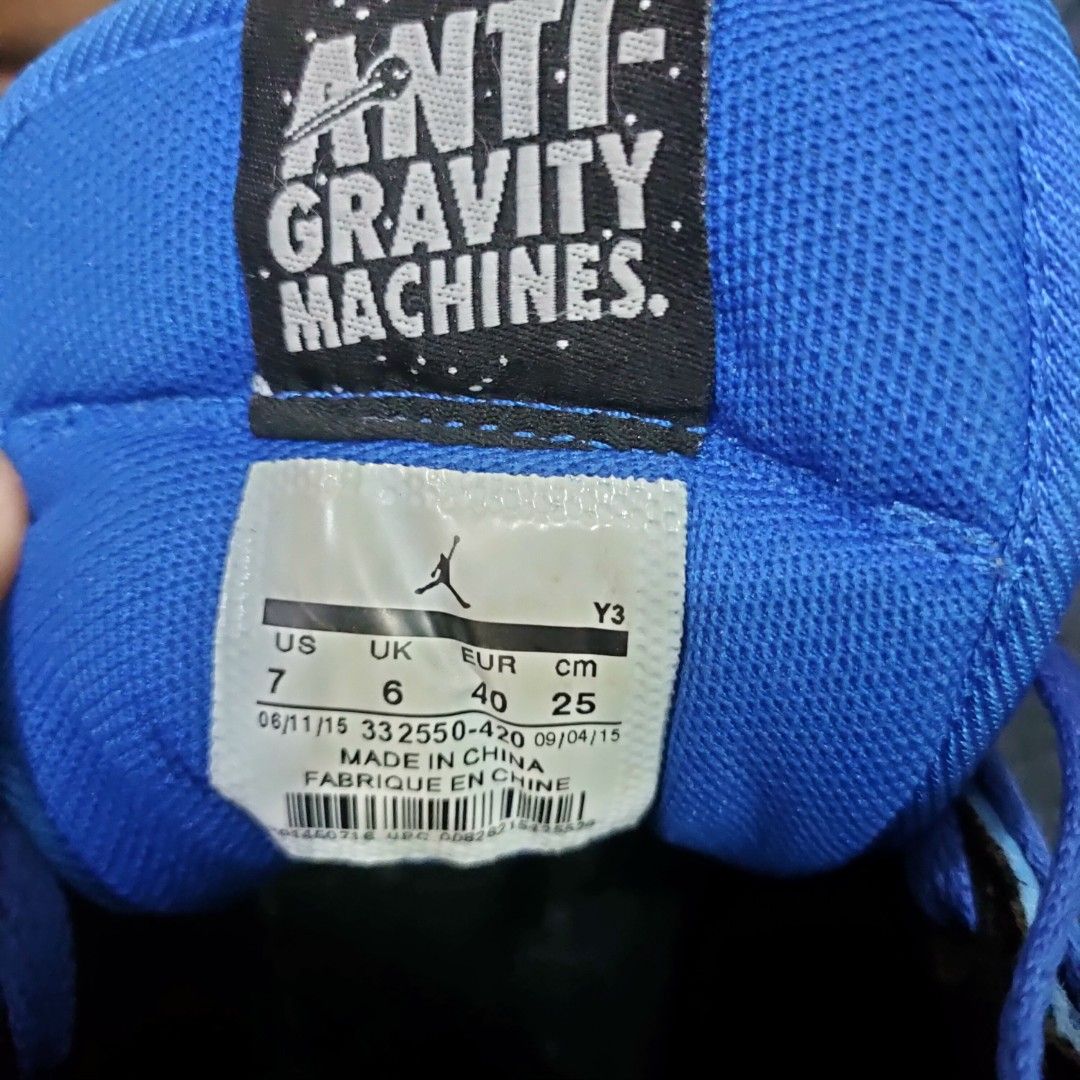 ANTI-
GRAVITY
MACHINES.
Y3
US UK EUR cm
7 6 40 25
06/11/15 332550-420 09/04/15
MADE IN CHINA
FABRIQUE EN CHINE